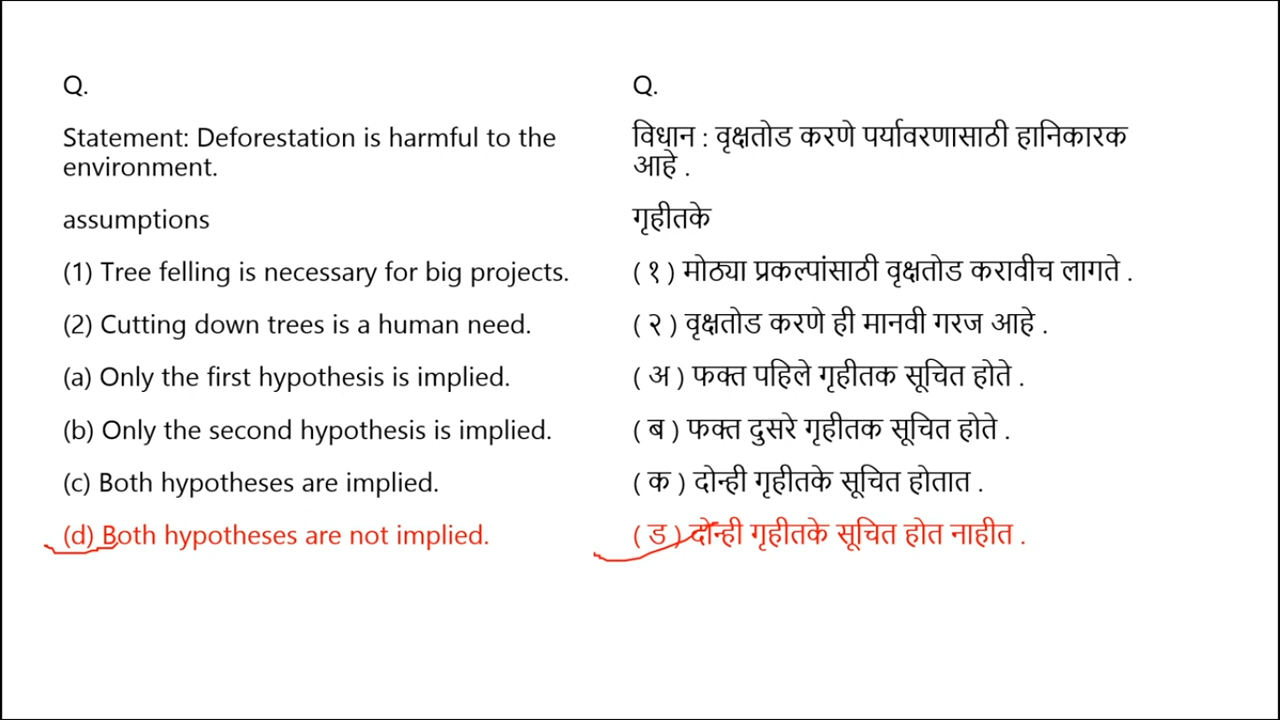 Q.
Statement: Deforestation is harmful to the
environment.
assumptions
(1) Tree felling is necessary for big projects.
(2) Cutting down trees is a human need.
(a) Only the first hypothesis is implied.
(b) Only the second hypothesis is implied.
(c) Both hypotheses are implied.
(d) Both hypotheses are not implied.
Q.
विधान : वृक्षतोड करणे पर्यावरणासाठी हानिकारक
आहे .
गृहीतके
( १ ) मोठ्या प्रकल्पांसाठी वृक्षतोड करावीच लागते .
( २ ) वृक्षतोड करणे ही मानवी गरज आहे .
( अ ) फक्त पहिले गृहीतक सूचित होते .
( ब ) फक्त दुसरे गृहीतक सूचित होते .
( क ) दोन्ही गृहीतके सूचित होतात .
( ड ) दोन्ही गृहीतके सूचित होत नाहीत .